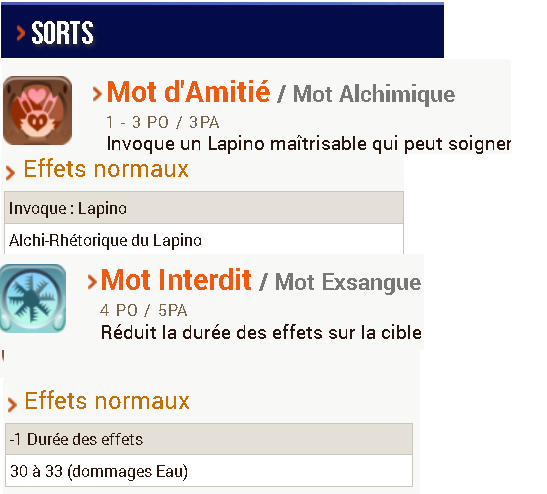 SORTS
Mot d'Amitié / Mot Alchimique
1 - 3 PO / 3PA
Invoque un Lapino maîtrisable qui peut soigner
Effets normaux
Invoque : Lapino
Alchi-Rhétorique du Lapino
Mot Interdit / Mot Exsangue
4 PO / 5PA
Réduit la durée des effets sur la cible
Effets normaux
-1 Durée des effets
30 à 33 (dommages Eau)